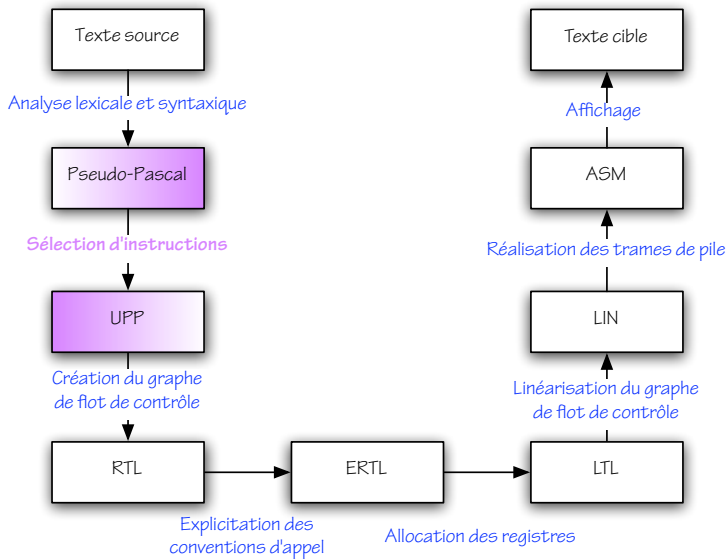 Texte source
Analyse lexicale et syntaxique
Pseudo-Pascal
Sélection d'instructions
UPP
Création du graphe
de flot de contrôle
RTL
Explicitation des
conventions d'appel
ERTL
Allocation des registres
LTL
Linéarisation du graphe
de flot de contrôle
LIN
Réalisation des trames de pile
ASM
Affichage
Texte cible